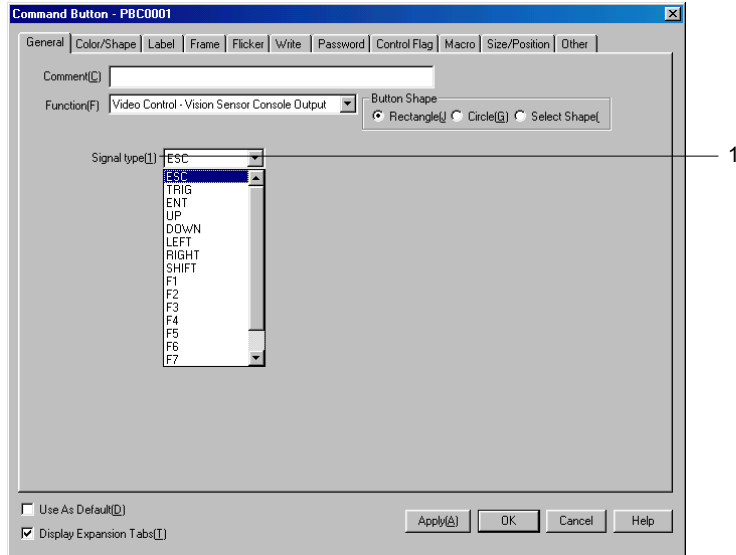 Command Button - PBC0001
General Color/Shape Label Frame Flicker Write Password Control Flag Macro Size/Position Other
Comment(C)
Function(F) Video Control - Vision Sensor Console Output
Button Shape
Rectangle(J Circle(G) Select Shape(
Signal type(1) ESC 1
ESC
TRIG
ENT
UP
DOWN
LEFT
RIGHT
SHIFT
F1
F2
F3
F4
F5
F6
F7
Use As Default(D)
Display Expansion Tabs(T)
Apply(A) OK Cancel Help